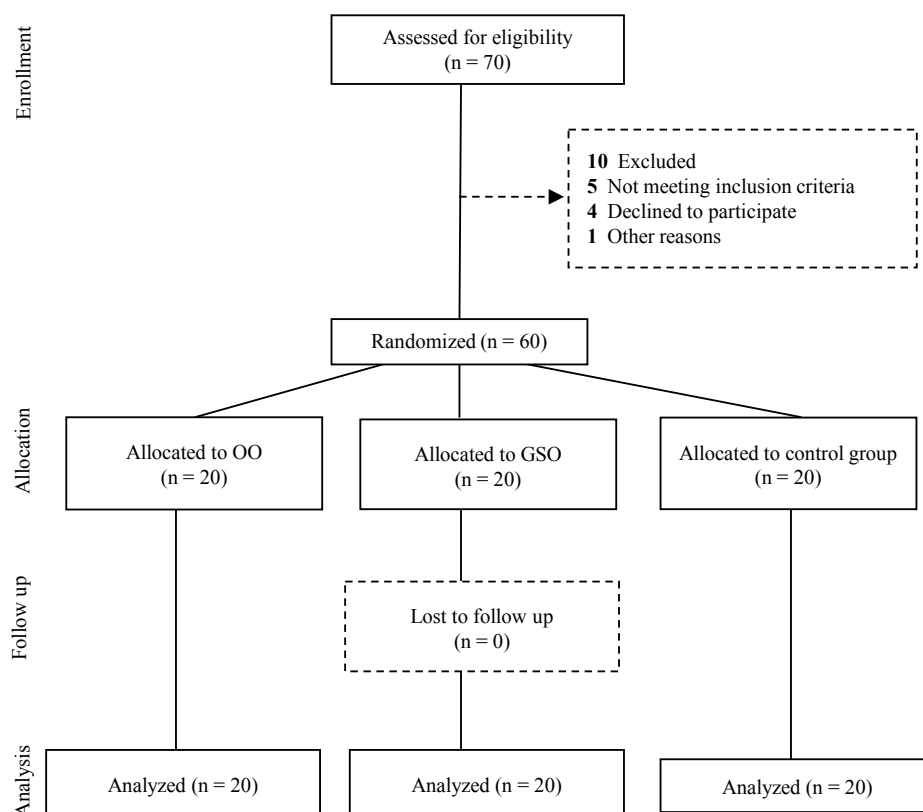 Enrollment
Assessed for eligibility
(n = 70)
10 Excluded
5 Not meeting inclusion criteria
4 Declined to participate
1 Other reasons
Randomized (n = 60)
Allocation
Allocated to OO
(n = 20)
Allocated to GSO
(n = 20)
Allocated to control group
(n = 20)
Follow up
Lost to follow up
(n = 0)
Analysis
Analyzed (n = 20)
Analyzed (n = 20)
Analyzed (n = 20)